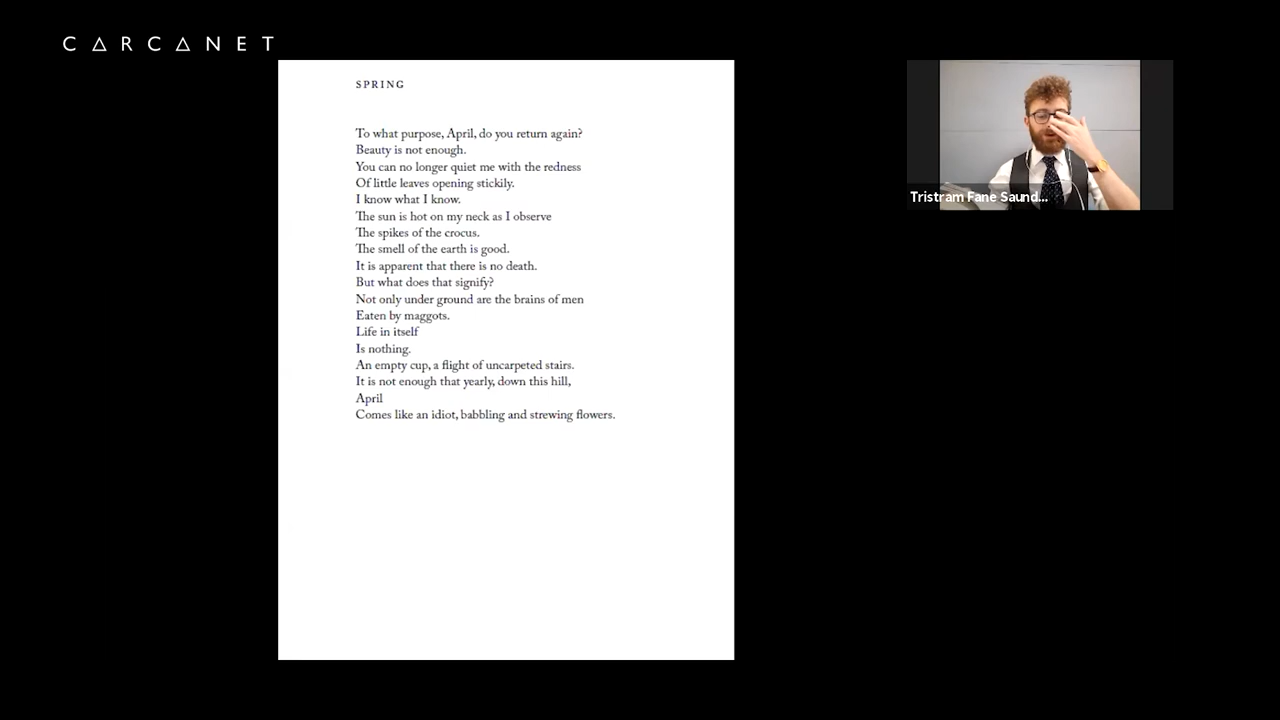 CARCANET
SPRING
To what purpose, April, do you return again?
Beauty is not enough.
You can no longer quiet me with the redness
Of little leaves opening stickily.
I know what I know.
The sun is hot on my neck as I observe
The spikes of the crocus.
The smell of the earth is good.
It is apparent that there is no death.
But what does that signify?
Not only under ground are the brains of men
Eaten by maggots.
Life in itself
Is nothing.
An empty cup, a flight of uncarpeted stairs.
It is not enough that yearly, down this hill,
April
Comes like an idiot, babbling and strewing flowers.
Tristram Fane Saund...